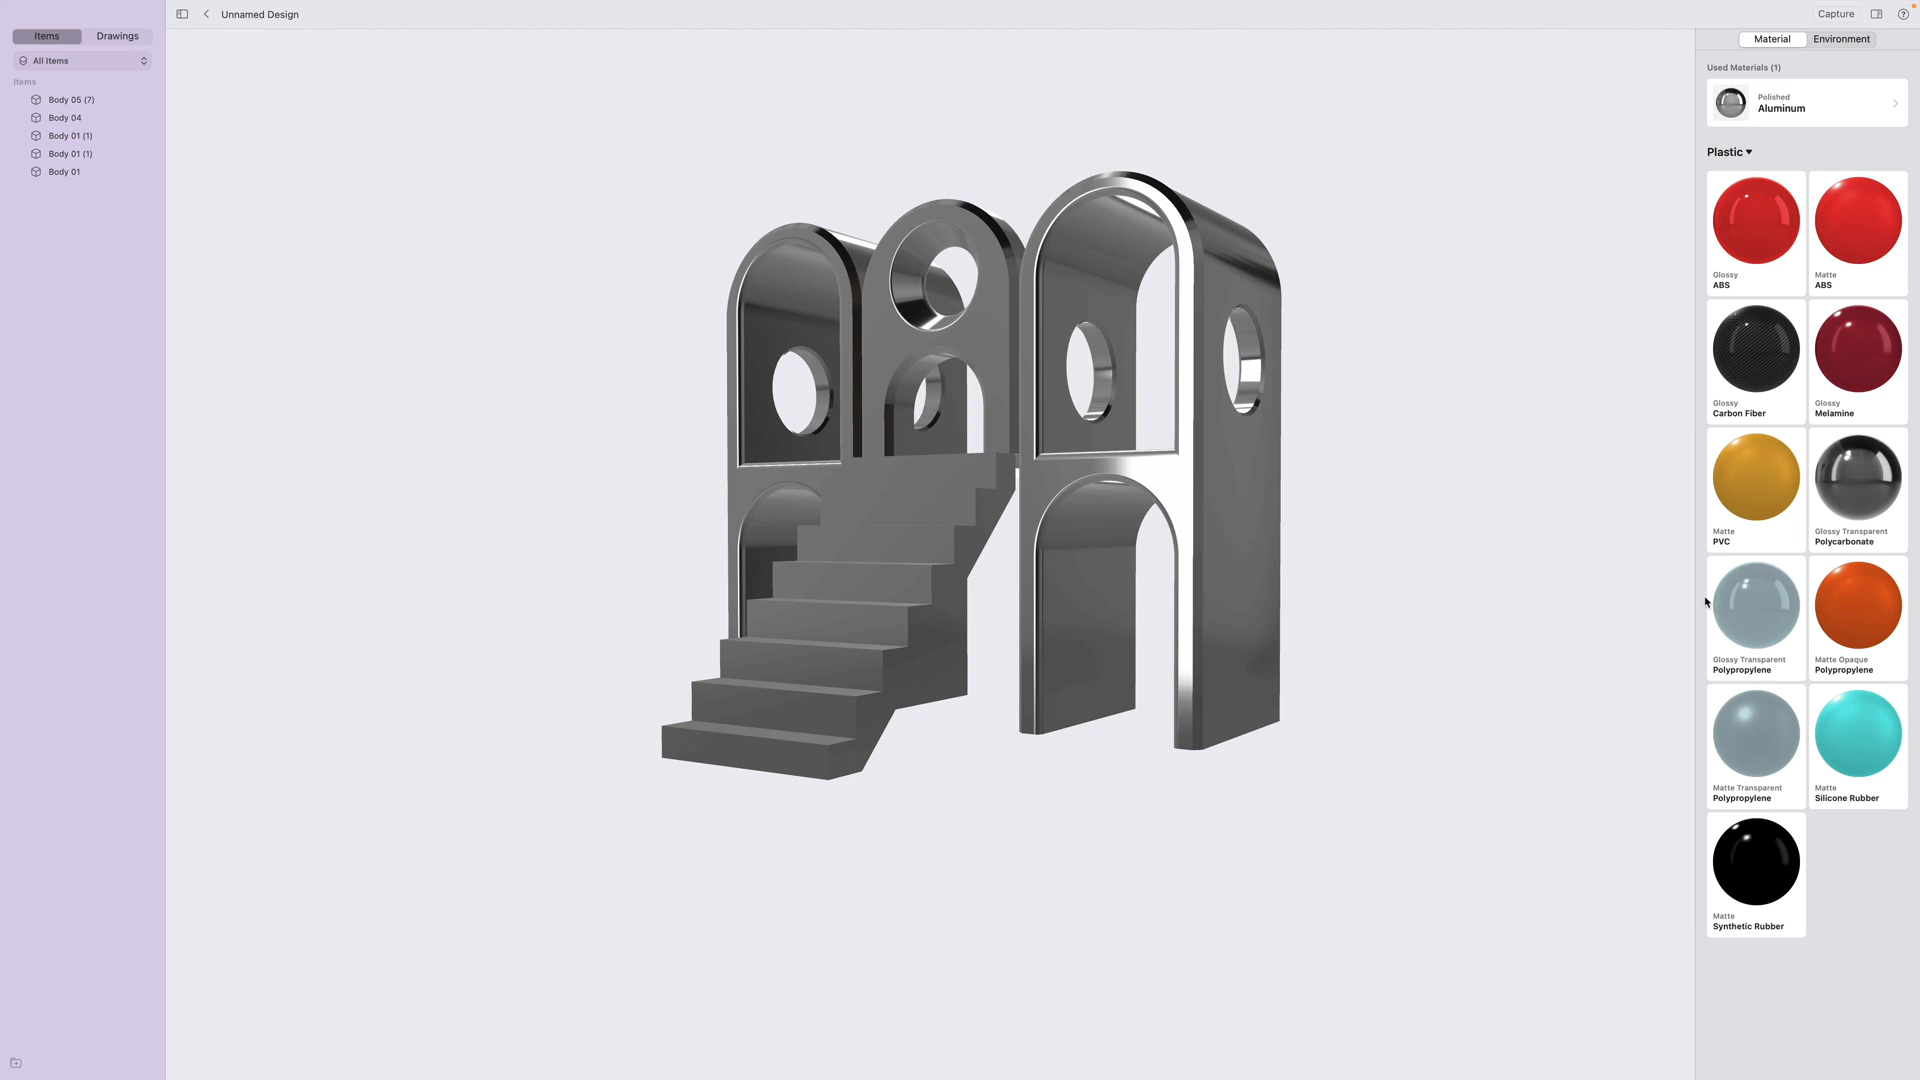 Unnamed Design
Capture
Items
Drawings
All Items
Items
Body 05 (7)
Body 04
Body 01 (1)
Body 01 (1)
Body 01
Material
Environment
Used Materials (1)
Polished
Aluminum
Plastic
Glossy
ABS
Matte
ABS
Glossy
Carbon Fiber
Glossy
Melamine
Matte
PVC
Glossy Transparent
Polycarbonate
Glossy Transparent
Polypropylene
Matte Opaque
Polypropylene
Matte Transparent
Polypropylene
Matte
Silicone Rubber
Matte
Synthetic Rubber